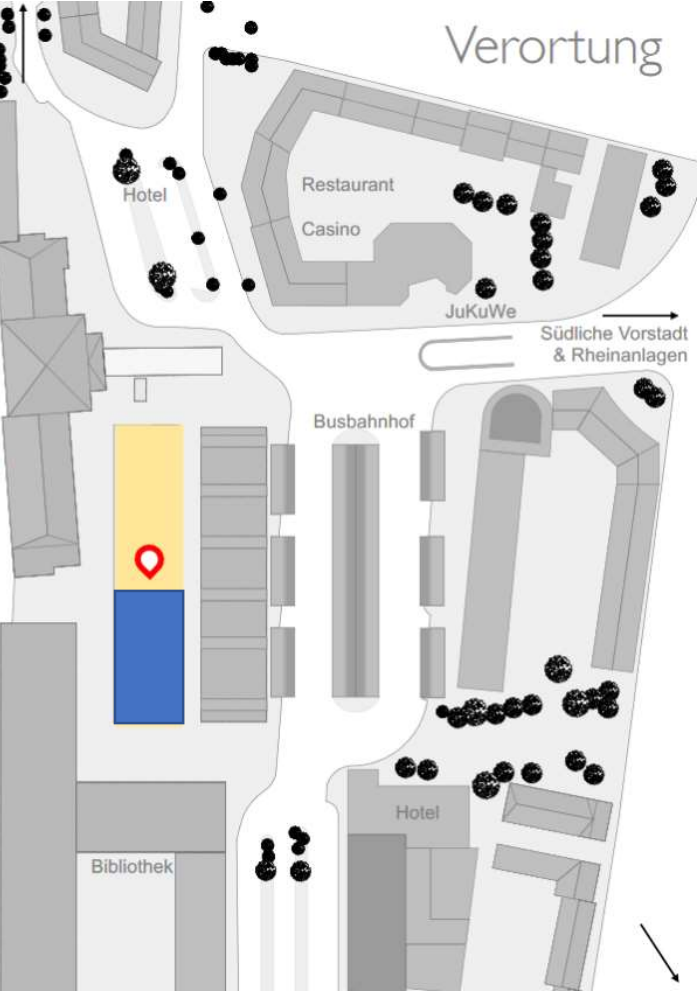 Verortung
Hotel
Restaurant
Casino
JuKuWe
Südliche Vorstadt
& Rheinanlagen
Busbahnhof
Hotel
Bibliothek